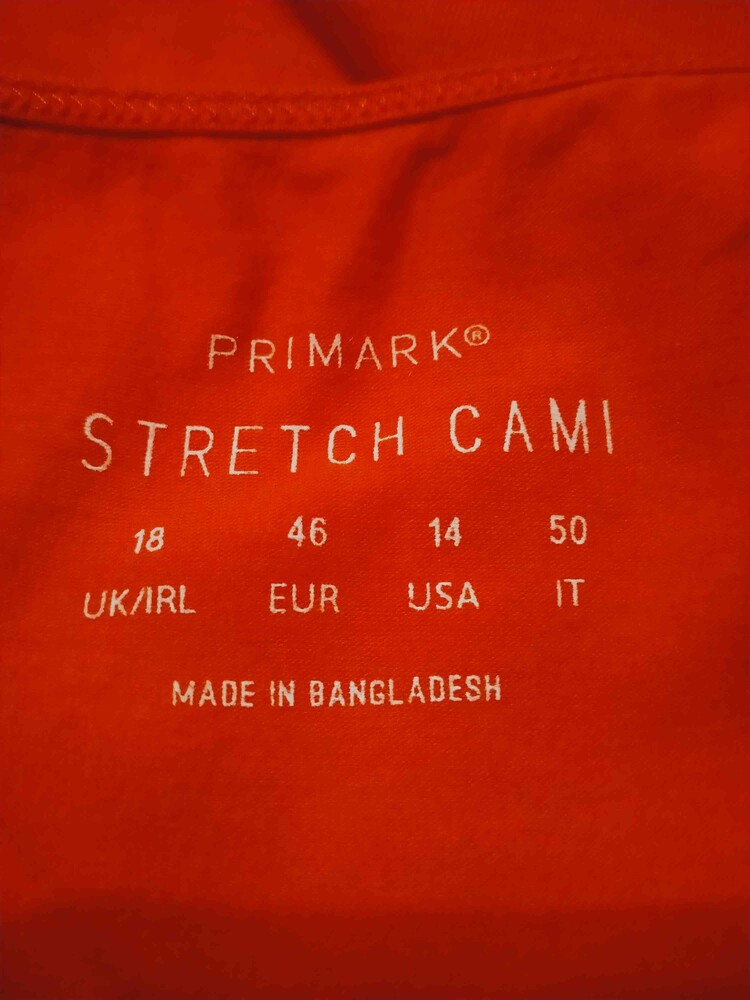 PRIMARK®
STRETCH CAMI
18 46 14 50
UK/IRL EUR USA IT
MADE IN BANGLADESH